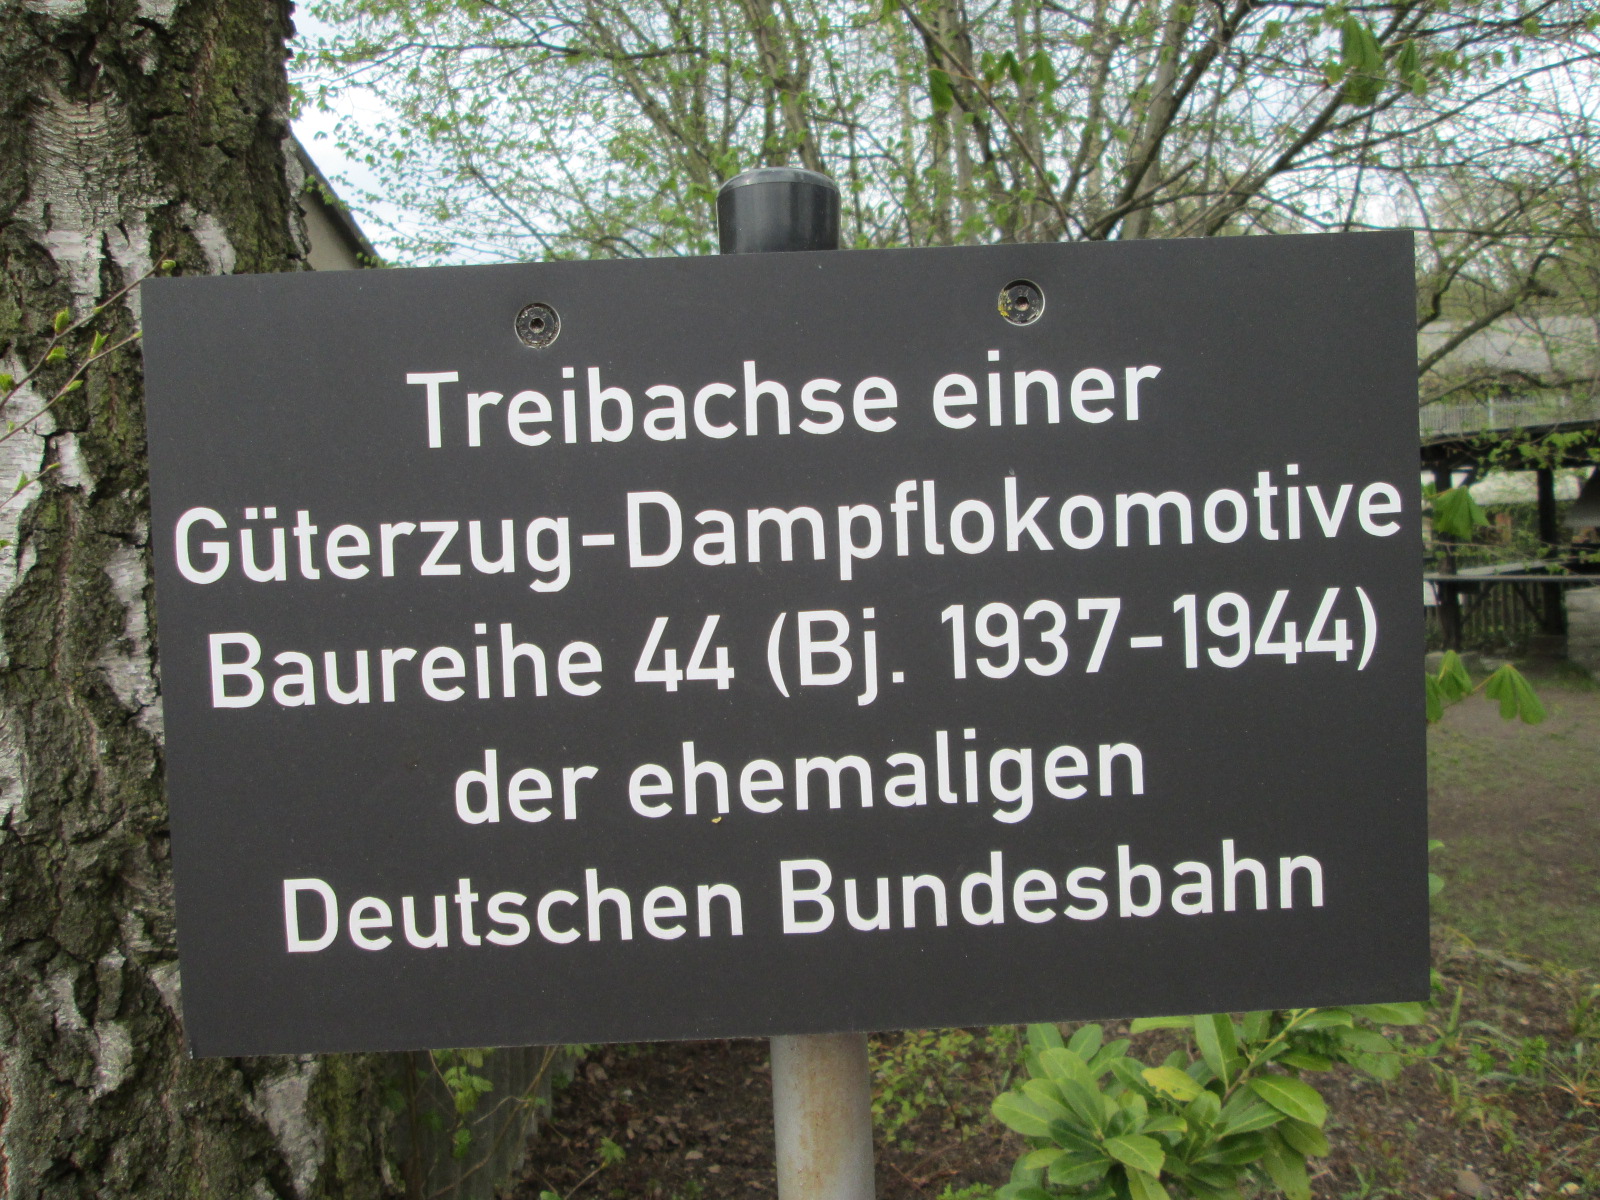 Treibachse einer
Güterzug-Dampflokomotive
Baureihe 44 (Bj. 1937-1944)
der ehemaligen
Deutschen Bundesbahn